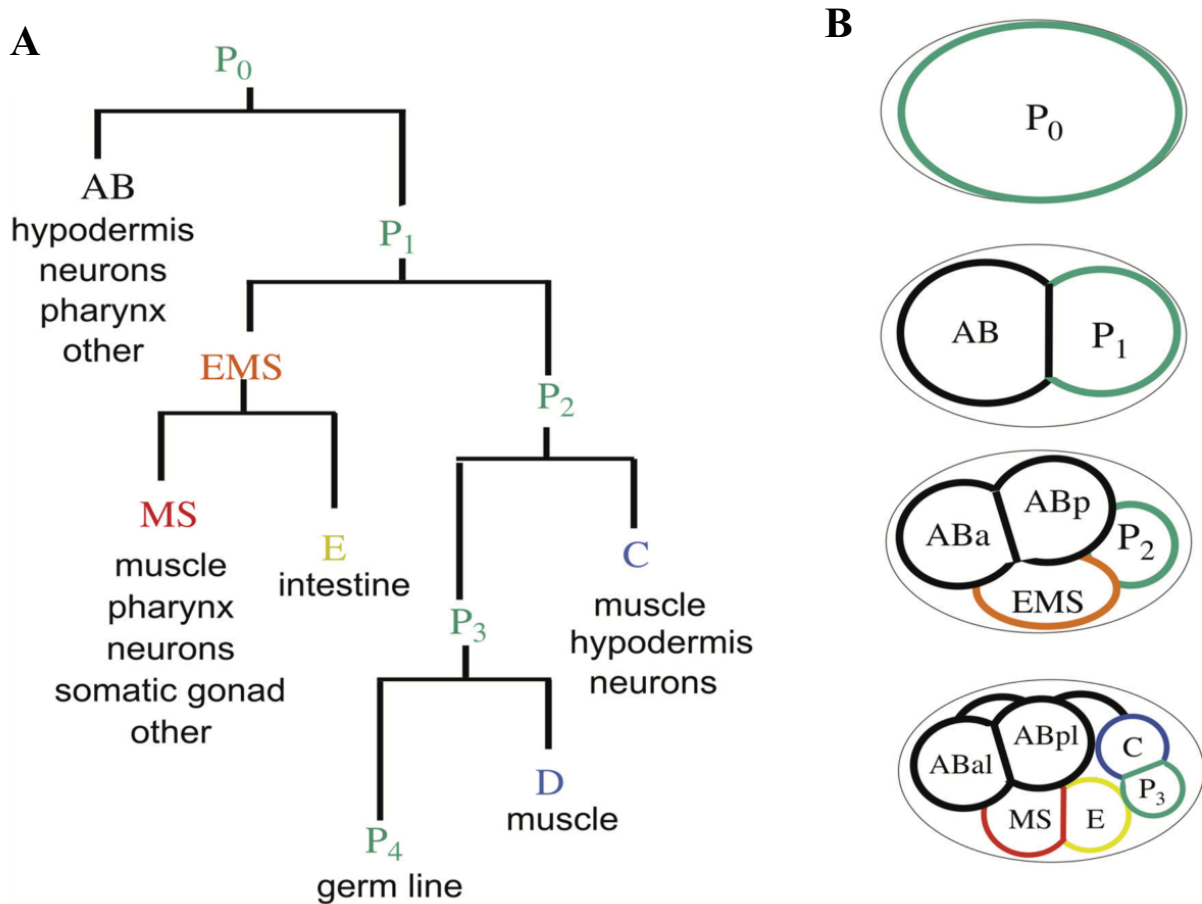 A
P₀
AB
hypodermis
neurons
pharynx
other
P₁
EMS
P₂
MS
muscle
pharynx
neurons
somatic gonad
other
E
intestine
P₃
C
muscle
hypodermis
neurons
P₄
germ line
D
muscle
B
P₀
AB P₁
ABa ABp P₂
EMS
ABal ABpl C
P₃
MS E